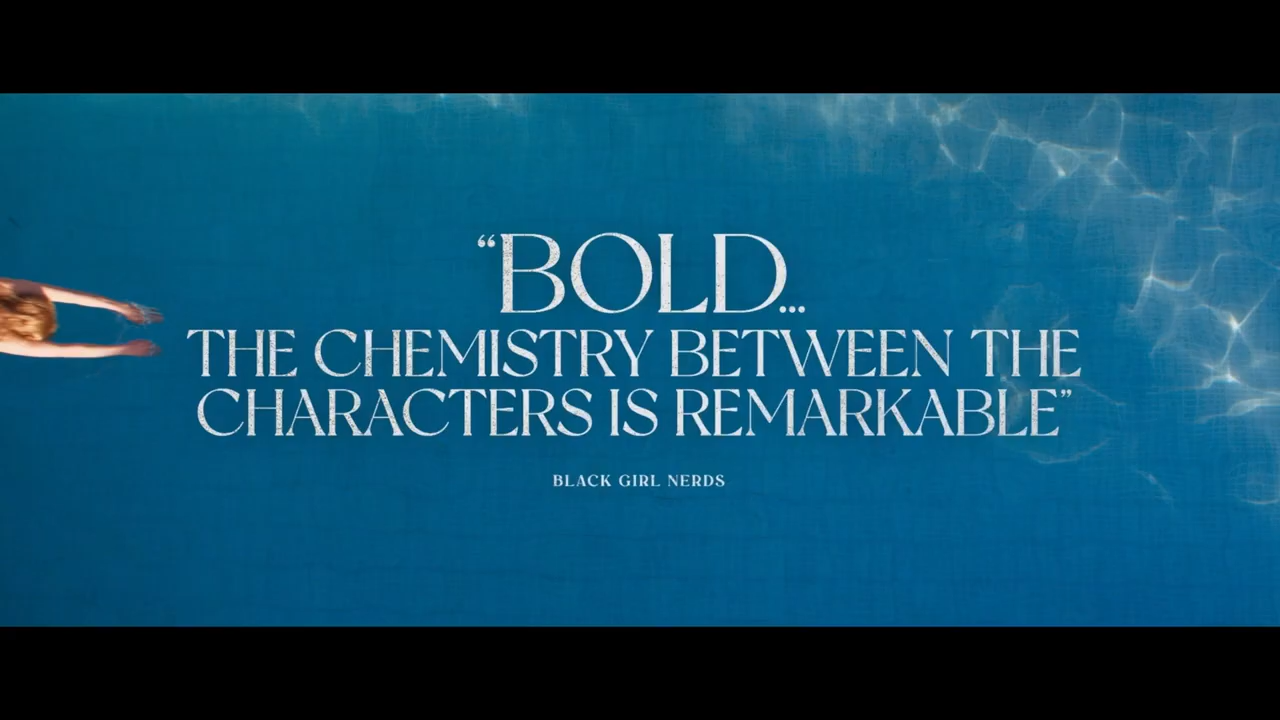 “BOLD...
THE CHEMISTRY BETWEEN THE
CHARACTERS IS REMARKABLE”
BLACK GIRL NERDS